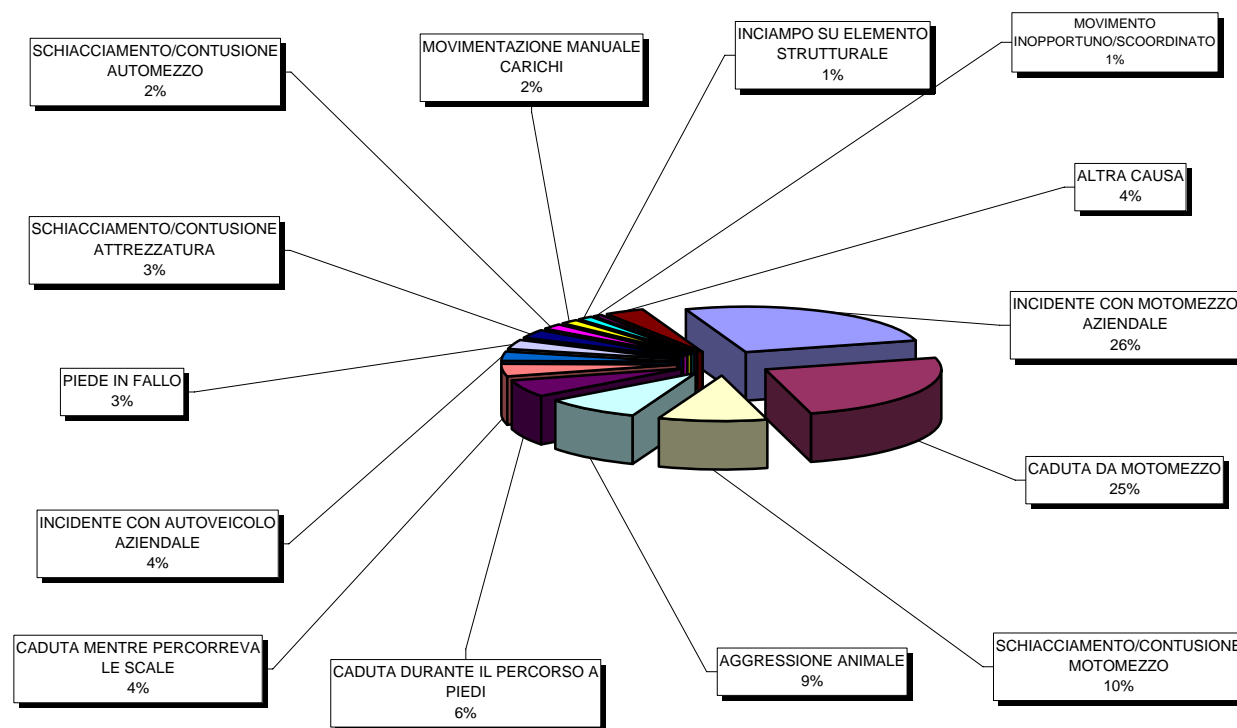 SCHIACCIAMENTO/CONTUSIONE
AUTOMEZZO
2%
MOVIMENTAZIONE MANUALE
CARICHI
2%
INCIAMPO SU ELEMENTO
STRUTTURALE
1%
MOVIMENTO
INOPPORTUNO/SCOORDINATO
1%
ALTRA CAUSA
4%
SCHIACCIAMENTO/CONTUSIONE
ATTREZZATURA
3%
INCIDENTE CON MOTOMEZZO
AZIENDALE
26%
PIEDE IN FALLO
3%
CADUTA DA MOTOMEZZO
25%
INCIDENTE CON AUTOVEICOLO
AZIENDALE
4%
CADUTA MENTRE PERCORREVA
LE SCALE
4%
CADUTA DURANTE IL PERCORSO A
PIEDI
6%
AGGRESSIONE ANIMALE
9%
SCHIACCIAMENTO/CONTUSIONE
MOTOMEZZO
10%